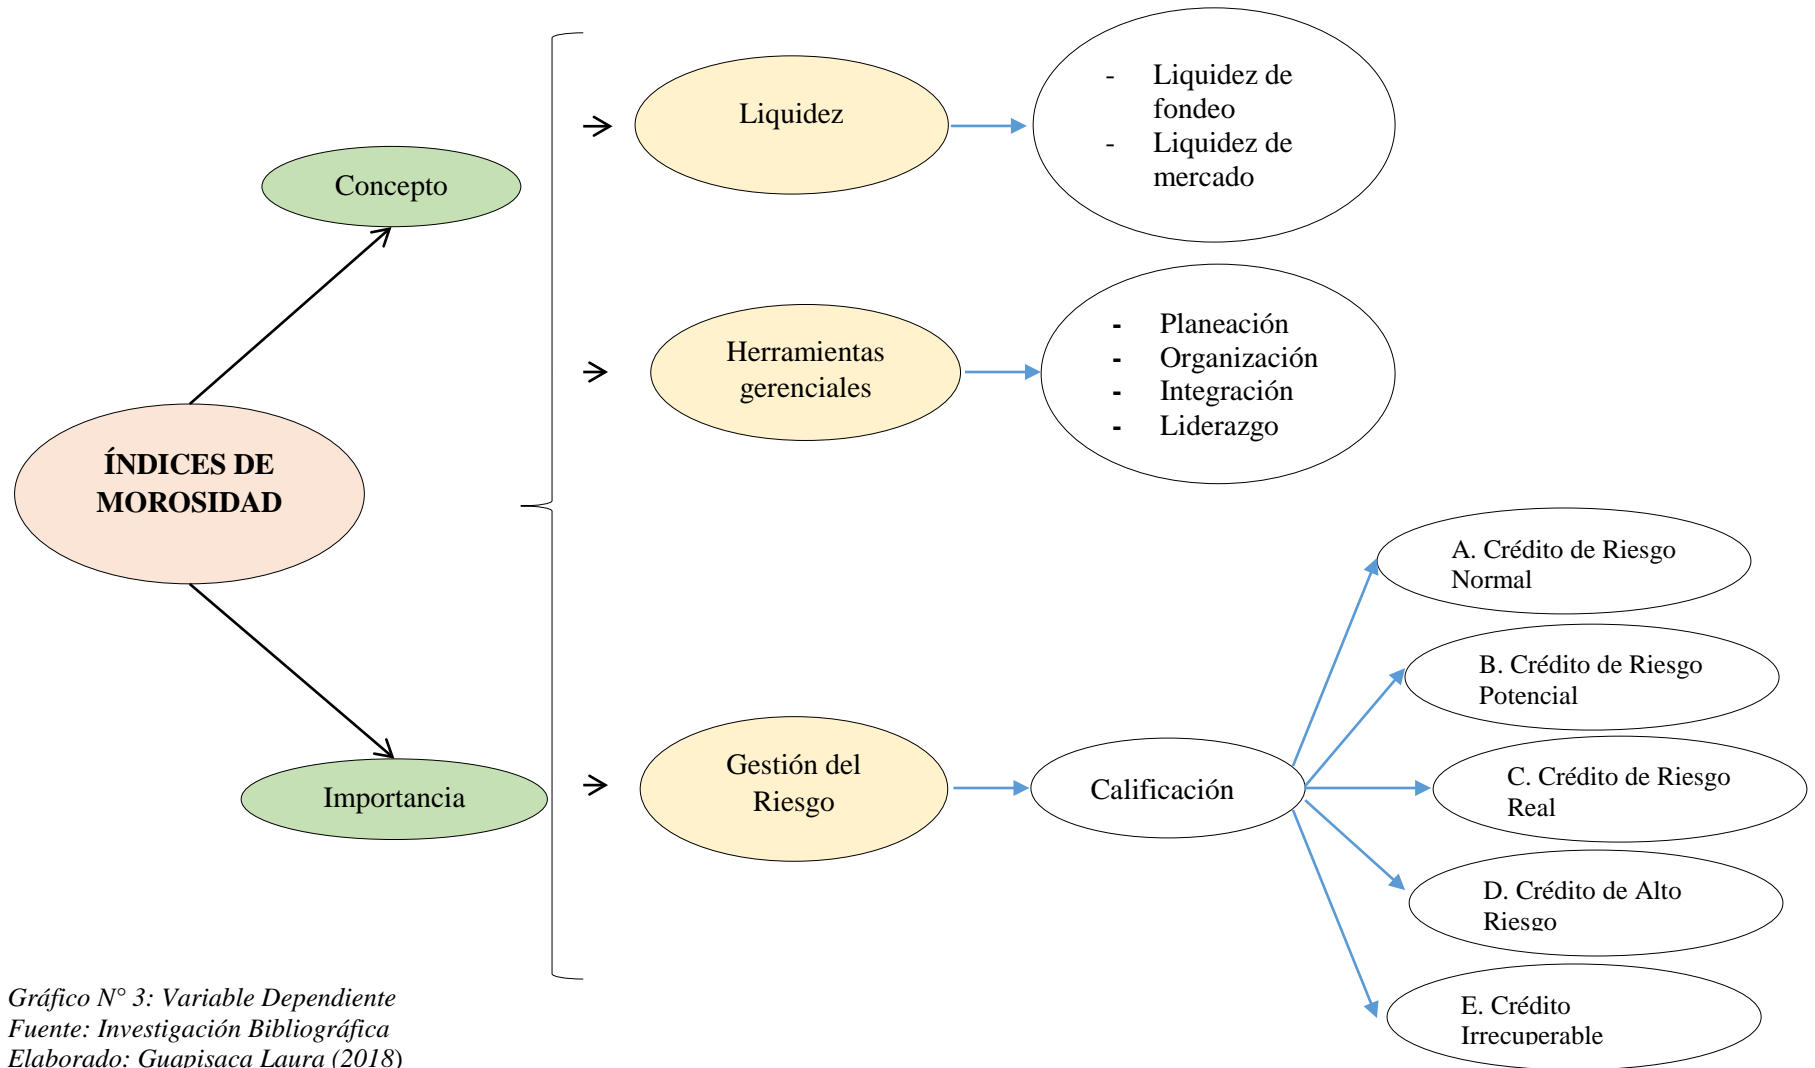 Concepto
ÍNDICES DE
MOROSIDAD
Importancia
Liquidez
- Liquidez de
fondeo
- Liquidez de
mercado
Herramientas
gerenciales
- Planeación
- Organización
- Integración
- Liderazgo
Gestión del
Riesgo
Calificación
A. Crédito de Riesgo
Normal
B. Crédito de Riesgo
Potencial
C. Crédito de Riesgo
Real
D. Crédito de Alto
Riesgo
E. Crédito
Irrecuperable
Gráfico N° 3: Variable Dependiente
Fuente: Investigación Bibliográfica
Elaborado: Guapisaca Laura (2018)